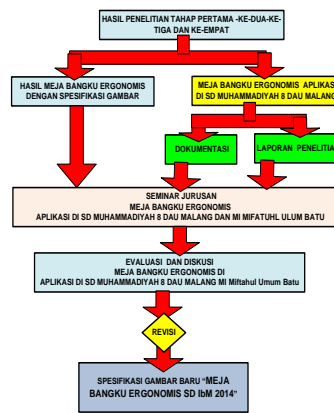 HASIL PENELITIAN TAHAP PERTAMA -KE-DUA-KE-
TIGA DAN KE-EMPAT
HASIL MEJA BANGKU ERGONOMIS
DENGAN SPESIFIKASI GAMBAR
MEJA BANGKU ERGONOMIS APLIKASI
DI SD MUHAMMADIYAH 8 DAU MALANG
DOKUMENTASI
LAPORAN PENELITIA
SEMINAR JURUSAN
MEJA BANGKU ERGONOMIS
APLIKASI DI SD MUHAMMADIYAH 8 DAU MALANG DAN MI MIFATUHL ULUM BATU
EVALUASI DAN DISKUSI
MEJA BANGKU ERGONOMIS DI
APLIKASI DI SD MUHAMMADIYAH 8 DAU MALANG MI Miftahul Umum Batu
REVISI
SPESIFIKASI GAMBAR BARU "MEJA
BANGKU ERGONOMIS SD IbM 2014"